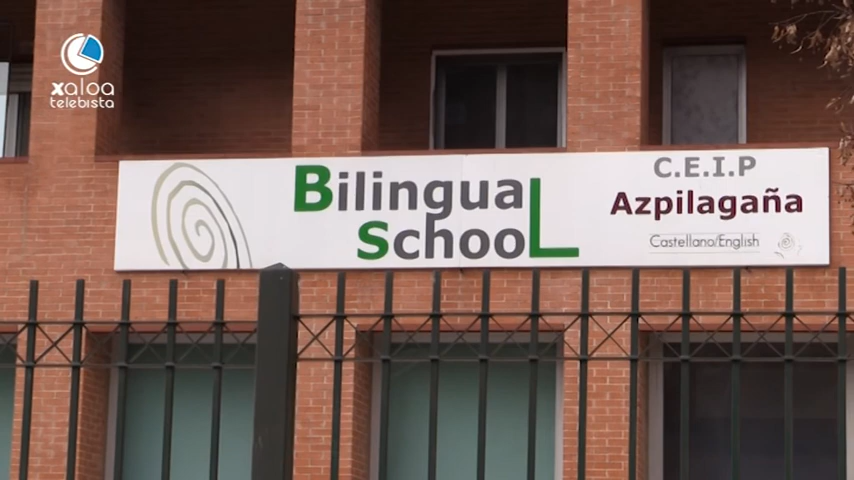 xaloa
telebista
Bilingual
School
C.E.I.P
Azpilagaña
Castellano/English